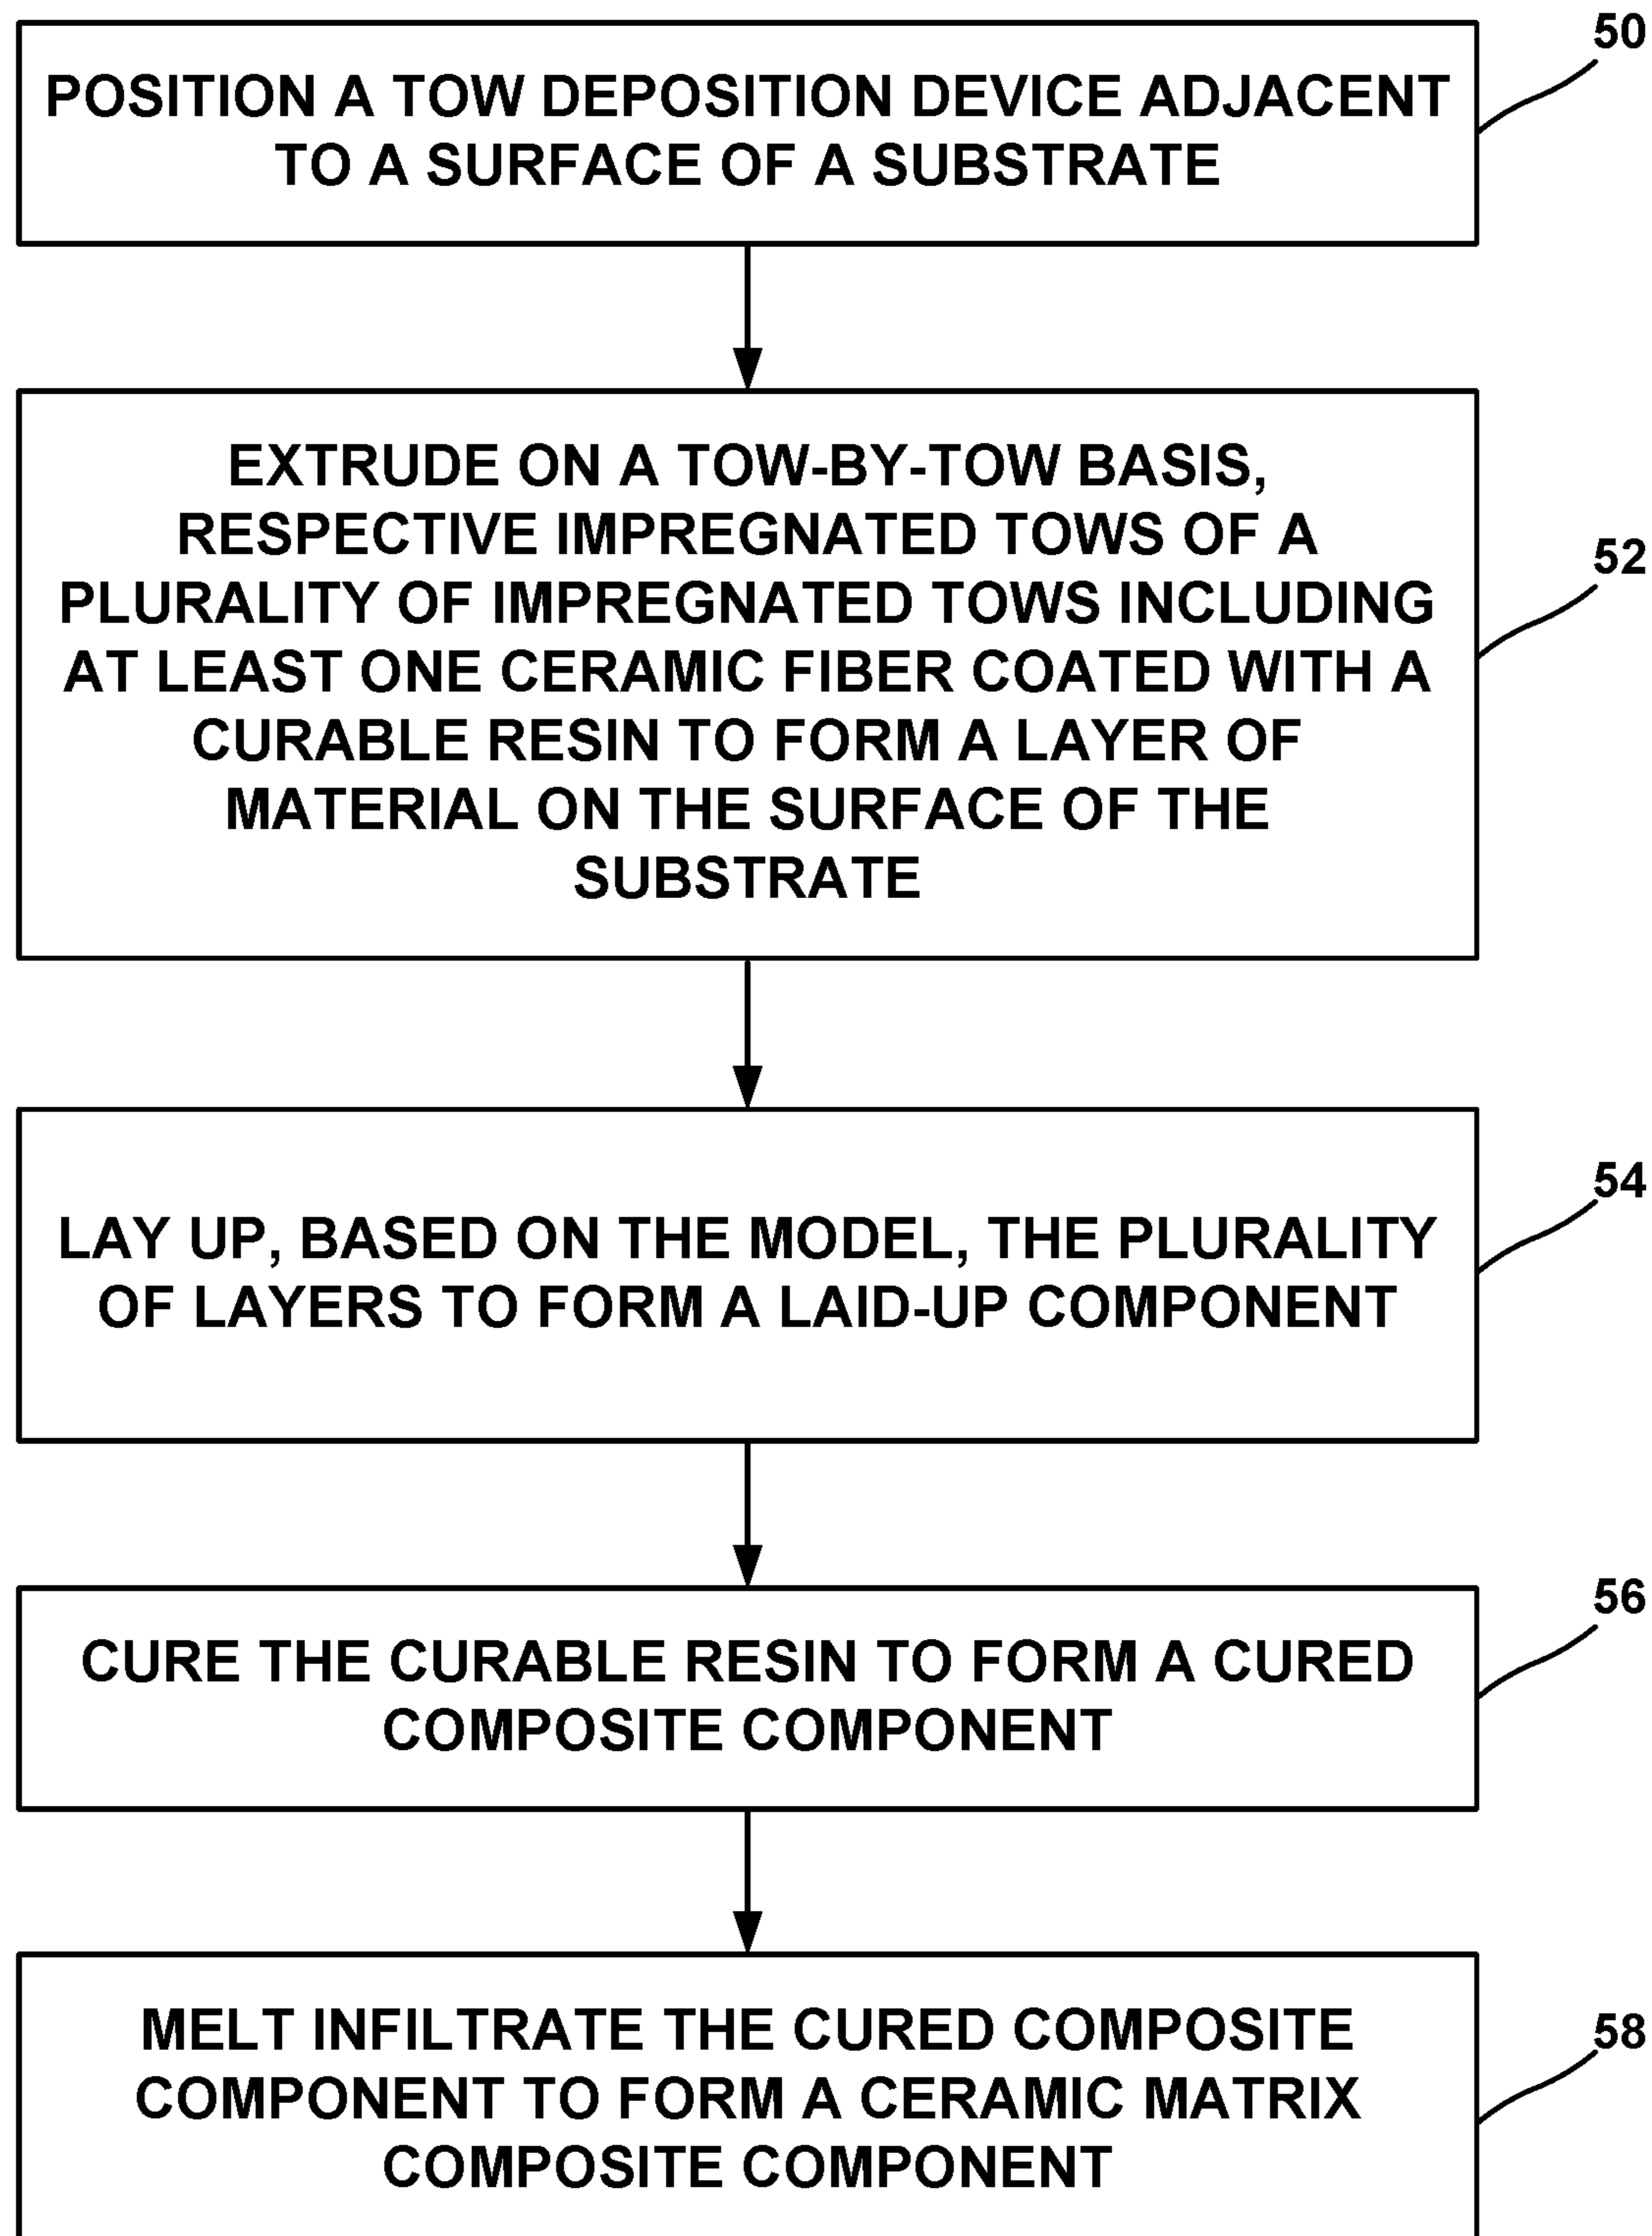 50
POSITION A TOW DEPOSITION DEVICE ADJACENT
TO A SURFACE OF A SUBSTRATE
EXTRUDE ON A TOW-BY-TOW BASIS,
RESPECTIVE IMPREGNATED TOWS OF A
52
PLURALITY OF IMPREGNATED TOWS INCLUDING
AT LEAST ONE CERAMIC FIBER COATED WITH A
CURABLE RESIN TO FORM A LAYER OF
MATERIAL ON THE SURFACE OF THE
SUBSTRATE
54
LAY UP, BASED ON THE MODEL, THE PLURALITY
OF LAYERS TO FORM A LAID-UP COMPONENT
56
CURE THE CURABLE RESIN TO FORM A CURED
COMPOSITE COMPONENT
58
MELT INFILTRATE THE CURED COMPOSITE
COMPONENT TO FORM A CERAMIC MATRIX
COMPOSITE COMPONENT